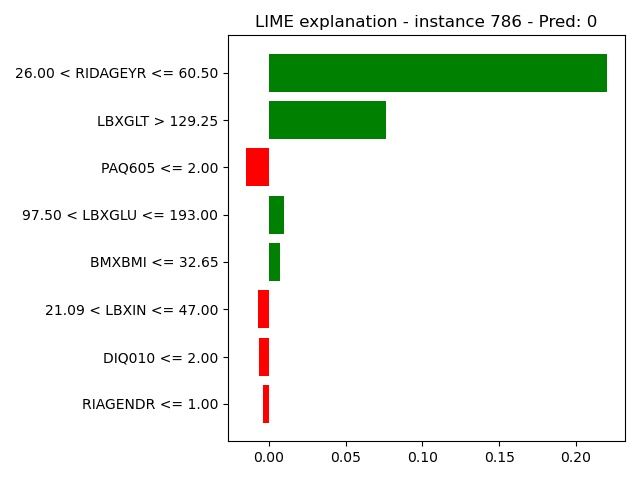 LIME explanation - instance 786 - Pred: 0
26.00 < RIDAGEYR <= 60.50
LBXGLT > 129.25
PAQ605 <= 2.00
97.50 < LBXGLU <= 193.00
BMXBMI <= 32.65
21.09 < LBXIN <= 47.00
DIQ010 <= 2.00
RIAGENDR <= 1.00
0.00 0.05 0.10 0.15 0.20